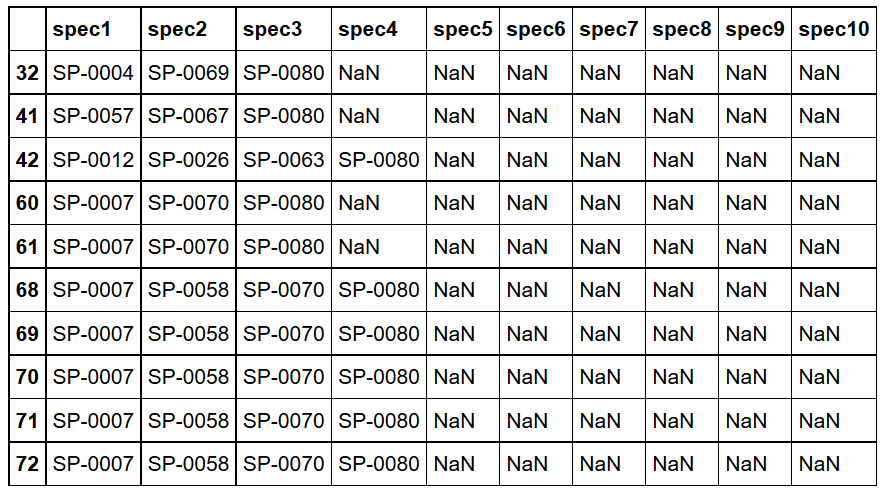 spec1 spec2 spec3 spec4 spec5 spec6 spec7 spec8 spec9 spec10
32 SP-0004 SP-0069 SP-0080 NaN NaN NaN NaN NaN NaN NaN
41 SP-0057 SP-0067 SP-0080 NaN NaN NaN NaN NaN NaN NaN
42 SP-0012 SP-0026 SP-0063 SP-0080 NaN NaN NaN NaN NaN NaN
60 SP-0007 SP-0070 SP-0080 NaN NaN NaN NaN NaN NaN NaN
61 SP-0007 SP-0070 SP-0080 NaN NaN NaN NaN NaN NaN NaN
68 SP-0007 SP-0058 SP-0070 SP-0080 NaN NaN NaN NaN NaN NaN
69 SP-0007 SP-0058 SP-0070 SP-0080 NaN NaN NaN NaN NaN NaN
70 SP-0007 SP-0058 SP-0070 SP-0080 NaN NaN NaN NaN NaN NaN
71 SP-0007 SP-0058 SP-0070 SP-0080 NaN NaN NaN NaN NaN NaN
72 SP-0007 SP-0058 SP-0070 SP-0080 NaN NaN NaN NaN NaN NaN